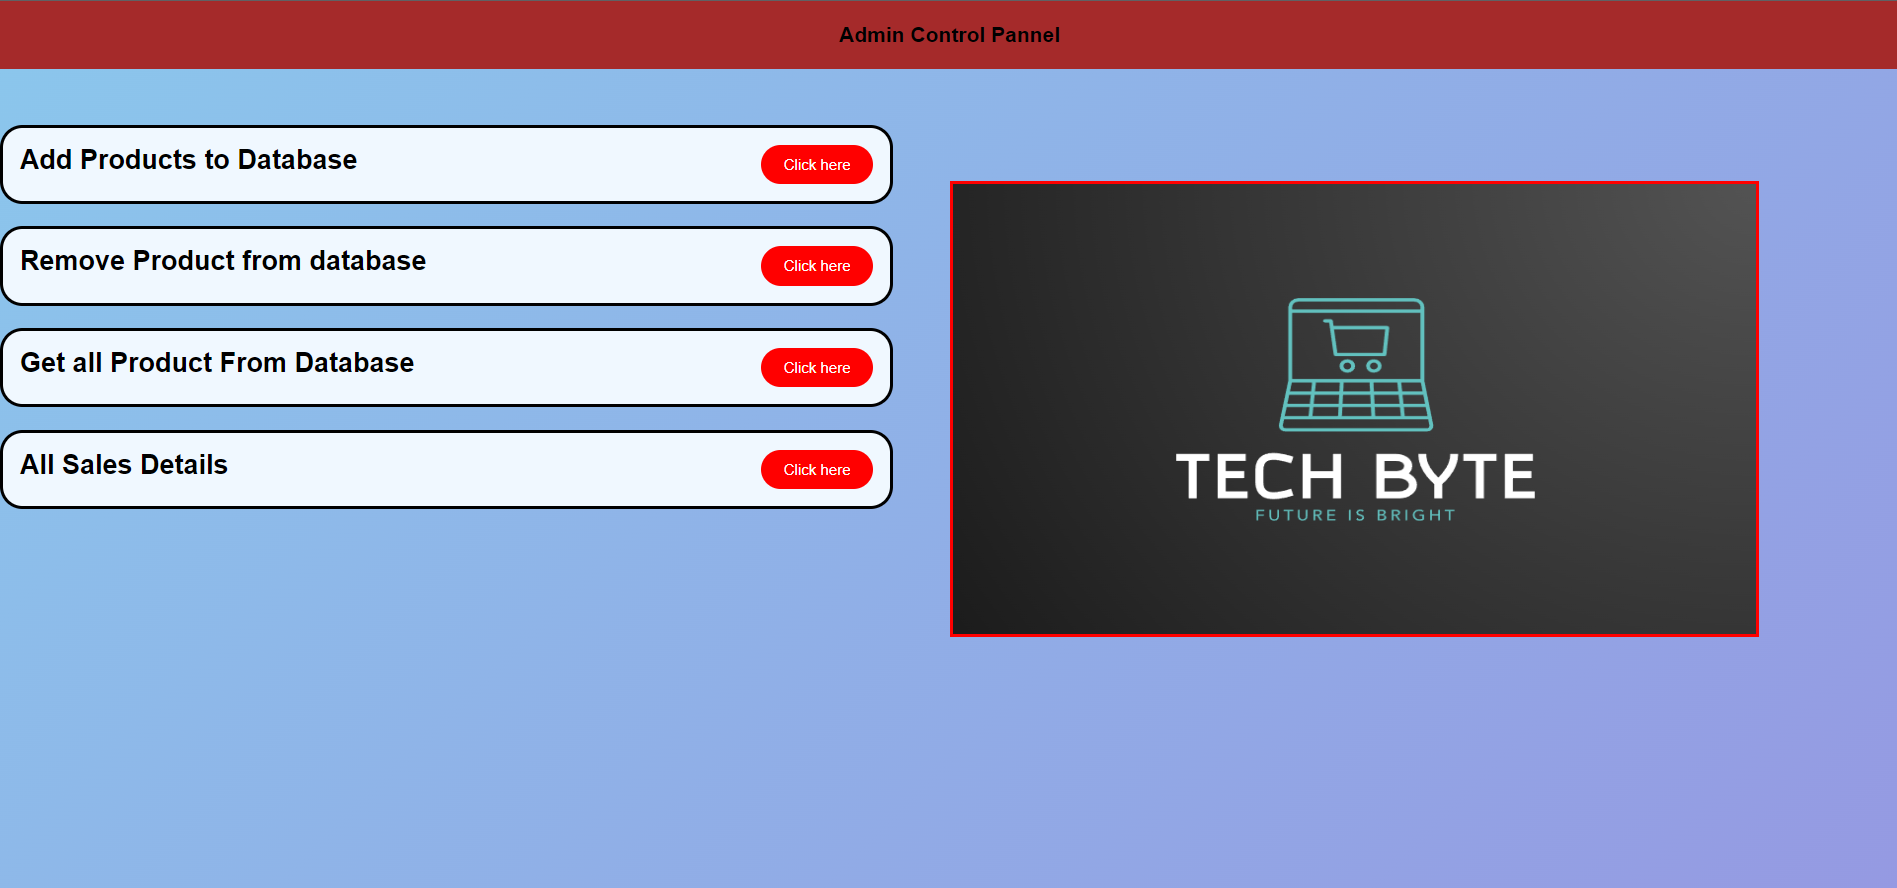 Admin Control Pannel
Add Products to Database
Click here
Remove Product from database
Click here
Get all Product From Database
Click here
All Sales Details
Click here
TECH BYTE
FUTURE IS BRIGHT